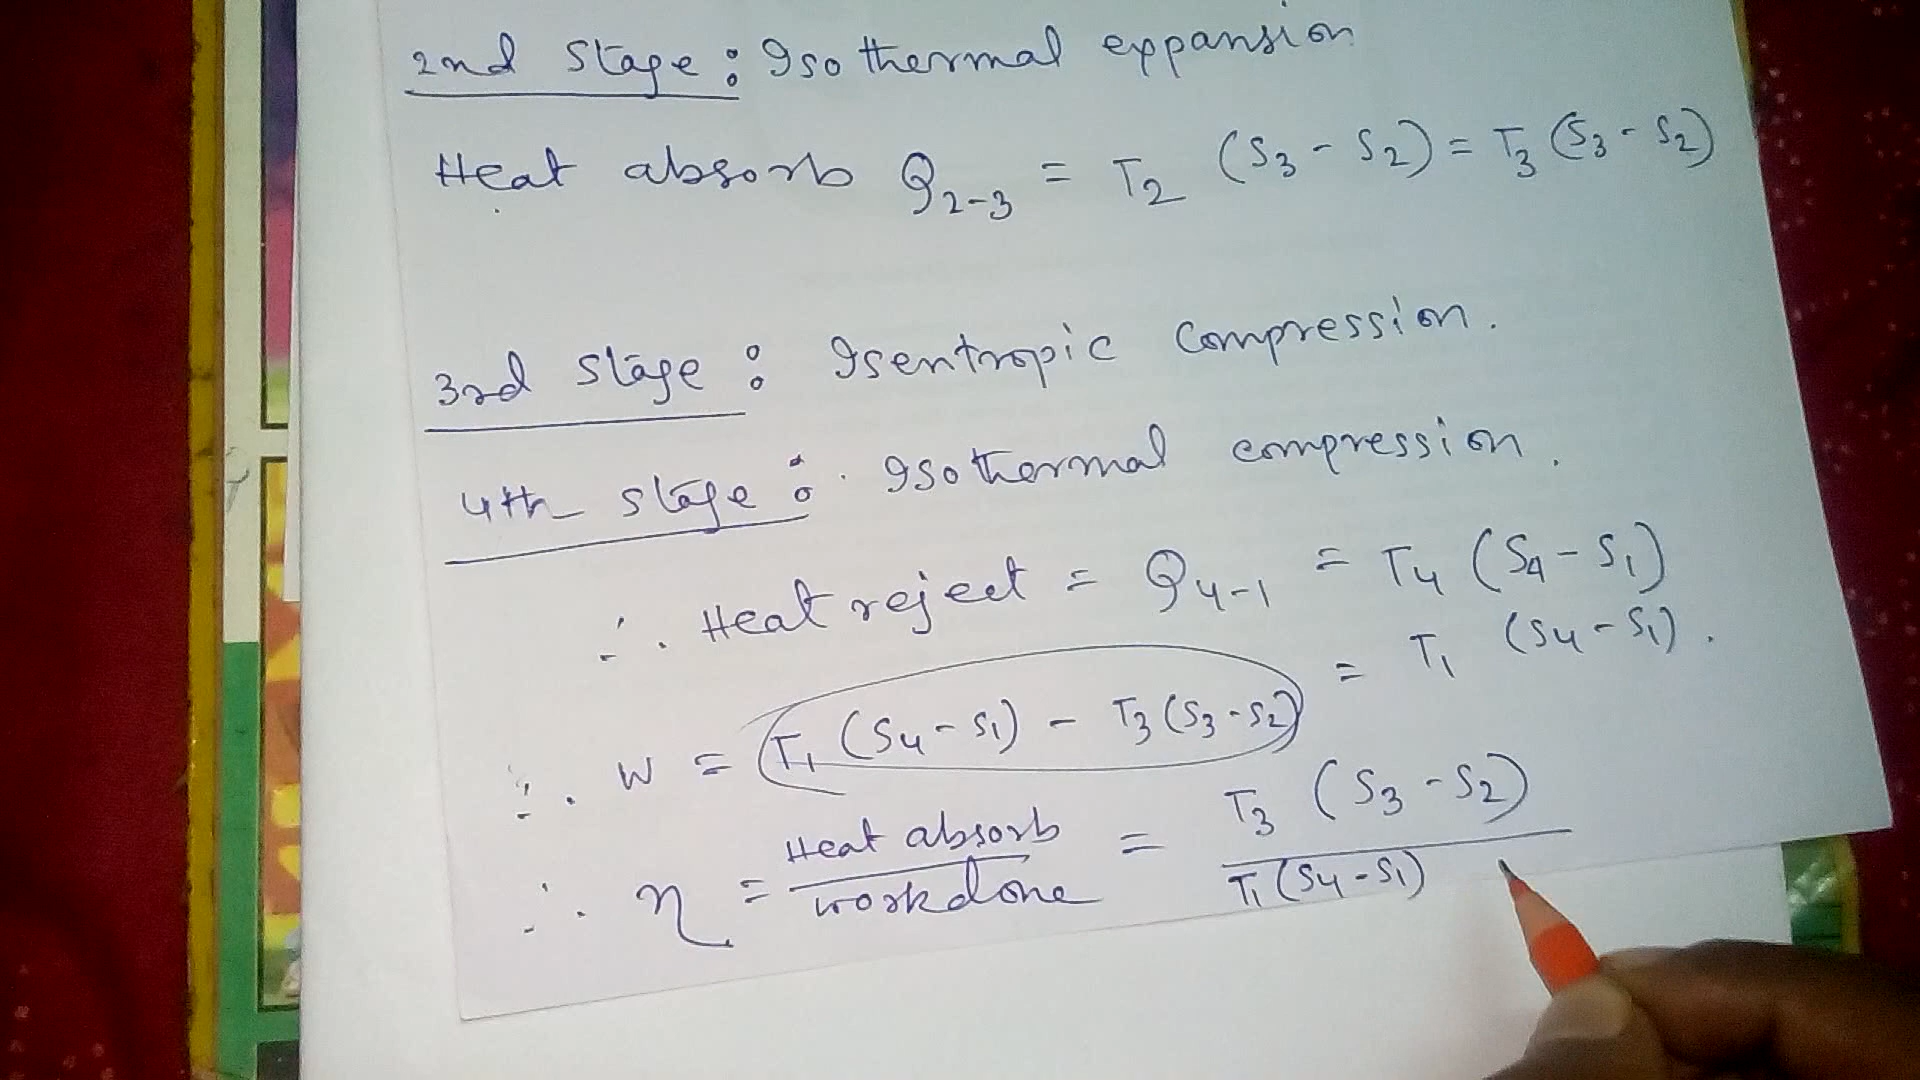 2nd stage : Isothermal expansion
Heat absorb Q2-3 = T2 (S3 - S2) = T3 (S3 - S2)
3rd stage : Isentropic Compression.
4th stage : Isothermal compression.
∴ Heat reject = Q4-1 = T4 (S4 - S1)
= T1 (S4 - S1).
∴ W = T1 (S4 - S1) - T3 (S3 - S2)
∴ η = Heat absorb / workdone = T3 (S3 - S2) / T1 (S4 - S1)